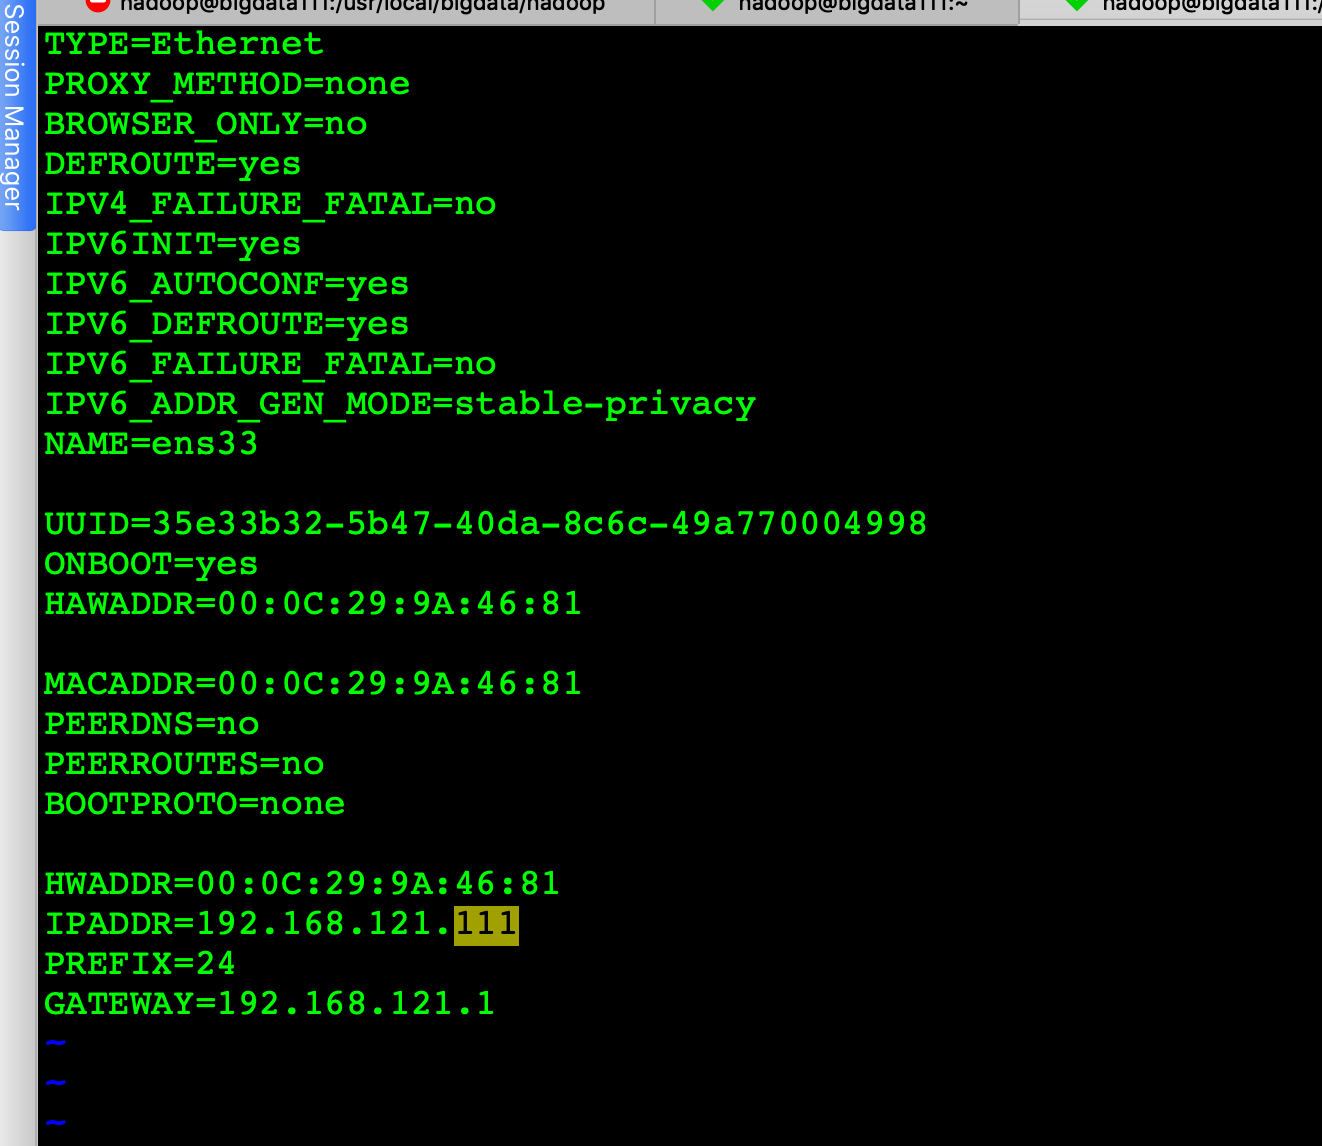 hadoop@bigdata111:/usr/local/bigdata/hadoop
hadoop@bigdata111:~
hadoop@bigdata111:/
Session Manager
TYPE=Ethernet
PROXY_METHOD=none
BROWSER_ONLY=no
DEFROUTE=yes
IPV4_FAILURE_FATAL=no
IPV6INIT=yes
IPV6_AUTOCONF=yes
IPV6_DEFROUTE=yes
IPV6_FAILURE_FATAL=no
IPV6_ADDR_GEN_MODE=stable-privacy
NAME=ens33
UUID=35e33b32-5b47-40da-8c6c-49a770004998
ONBOOT=yes
HAWADDR=00:0C:29:9A:46:81
MACADDR=00:0C:29:9A:46:81
PEERDNS=no
PEERROUTES=no
BOOTPROTO=none
HWADDR=00:0C:29:9A:46:81
IPADDR=192.168.121.111
PREFIX=24
GATEWAY=192.168.121.1
~
~
~